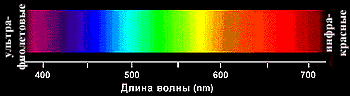 ультра-
фиолетовые
инфра-
красные
400
500
600
700
Длина волны (nm)